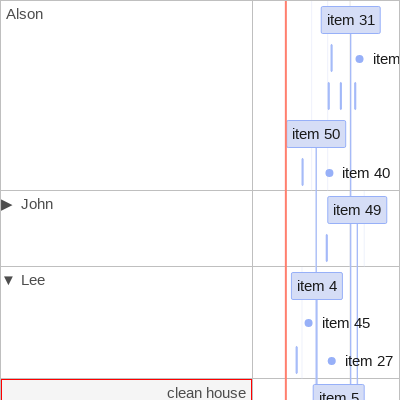 Alson
item 31
item
item 50
item 40
John
item 49
Lee
item 4
item 45
item 27
clean house
item 5